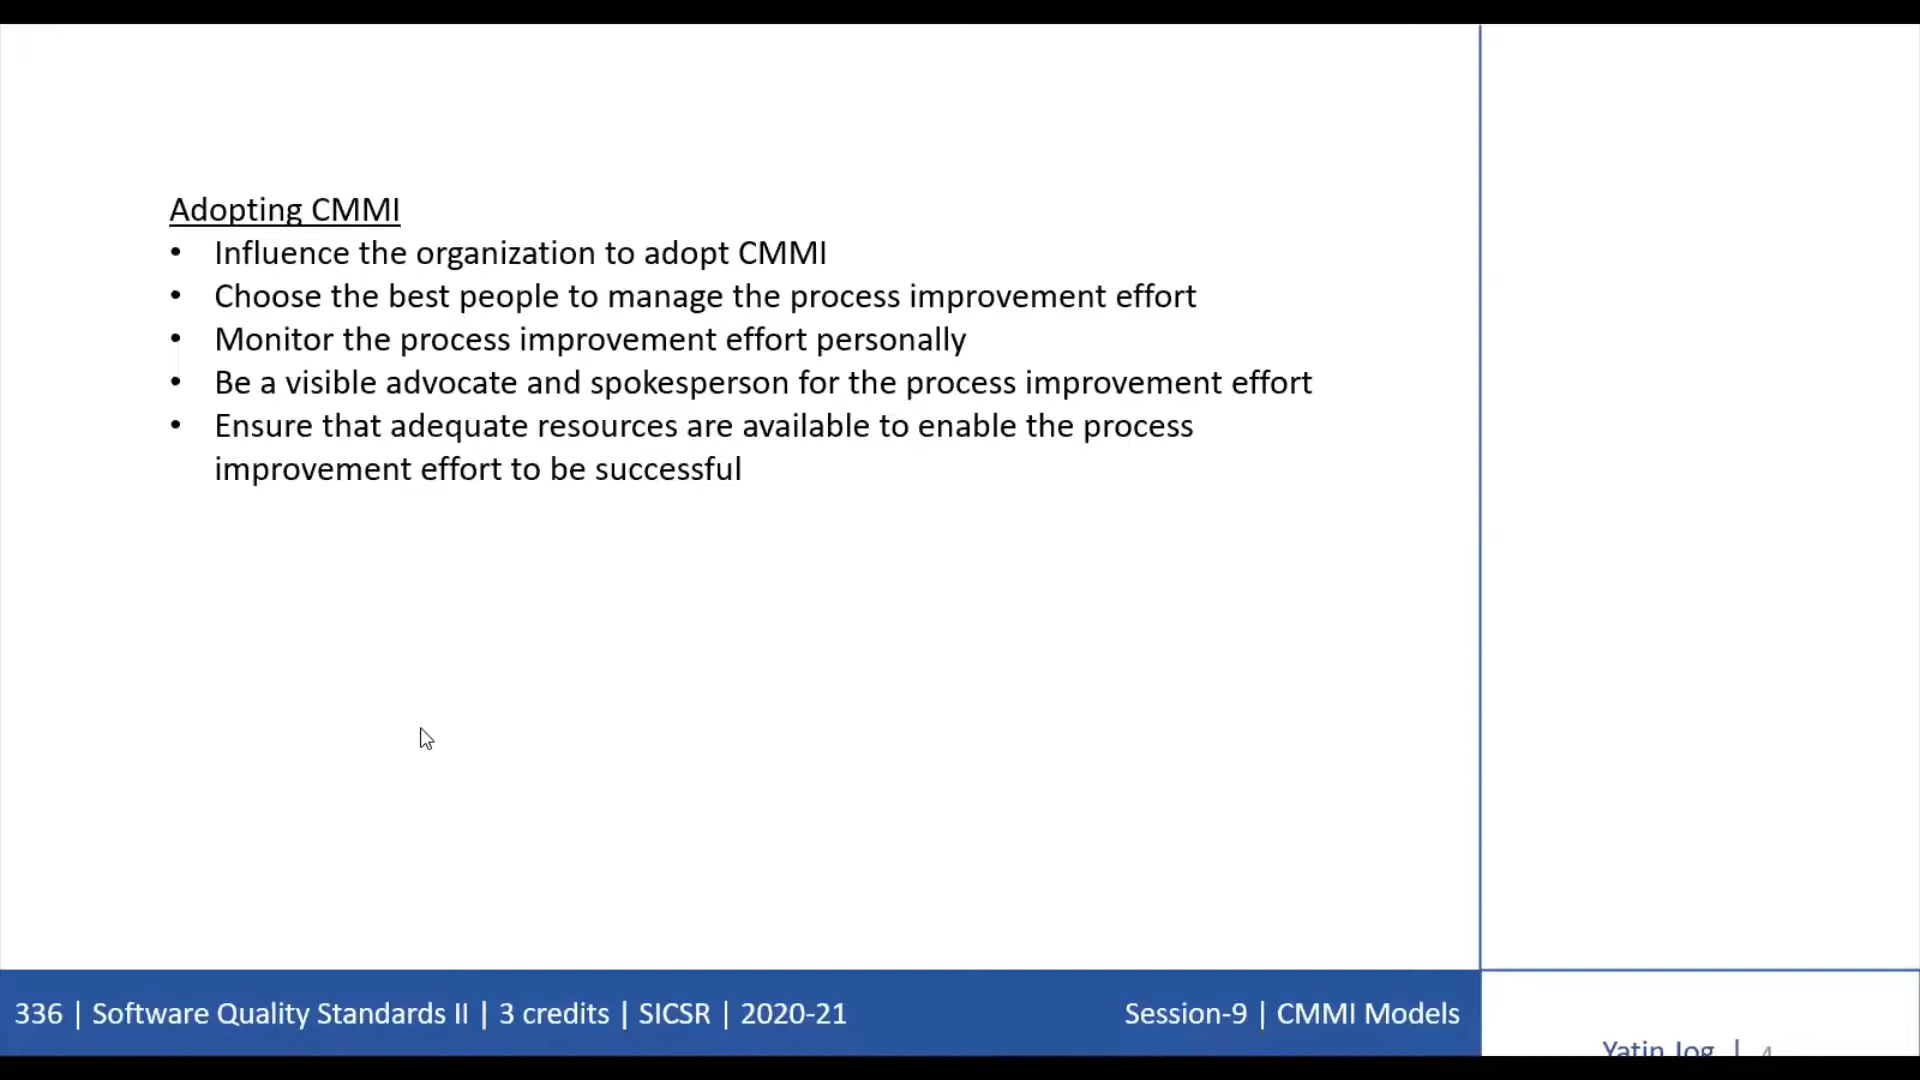 Adopting CMMI
• Influence the organization to adopt CMMI
• Choose the best people to manage the process improvement effort
• Monitor the process improvement effort personally
• Be a visible advocate and spokesperson for the process improvement effort
• Ensure that adequate resources are available to enable the process
improvement effort to be successful
336 | Software Quality Standards II | 3 credits | SICSR | 2020-21
Session-9 | CMMI Models
Yatin Jog | 4